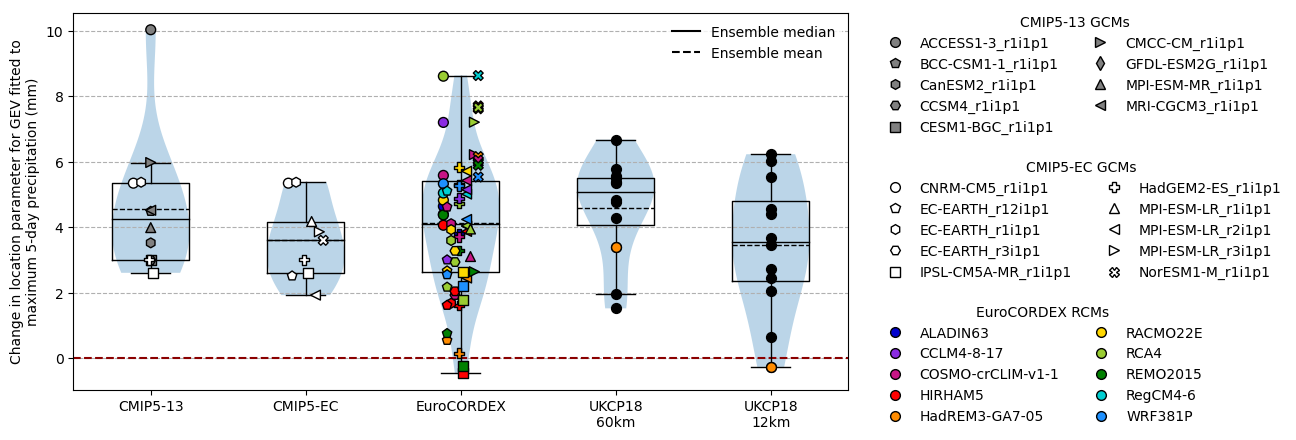 Change in location parameter for GEV fitted to
maximum 5-day precipitation (mm)
10
8
6
4
2
0
Ensemble median
Ensemble mean
CMIP5-13
CMIP5-EC
EuroCORDEX
UKCP18
60km
UKCP18
12km
CMIP5-13 GCMs
ACCESS1-3_r1i1p1
BCC-CSM1-1_r1i1p1
CanESM2_r1i1p1
CCSM4_r1i1p1
CESM1-BGC_r1i1p1
CMCC-CM_r1i1p1
GFDL-ESM2G_r1i1p1
MPI-ESM-MR_r1i1p1
MRI-CGCM3_r1i1p1
CMIP5-EC GCMs
CNRM-CM5_r1i1p1
EC-EARTH_r12i1p1
EC-EARTH_r1i1p1
EC-EARTH_r3i1p1
IPSL-CM5A-MR_r1i1p1
HadGEM2-ES_r1i1p1
MPI-ESM-LR_r1i1p1
MPI-ESM-LR_r2i1p1
MPI-ESM-LR_r3i1p1
NorESM1-M_r1i1p1
EuroCORDEX RCMs
ALADIN63
CCLM4-8-17
COSMO-crCLIM-v1-1
HIRHAM5
HadREM3-GA7-05
RACMO22E
RCA4
REMO2015
RegCM4-6
WRF381P